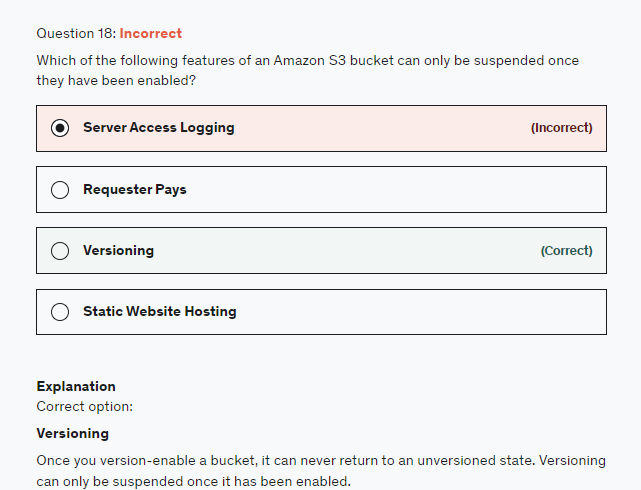 Question 18: Incorrect
Which of the following features of an Amazon S3 bucket can only be suspended once
they have been enabled?
Server Access Logging (Incorrect)
Requester Pays
Versioning (Correct)
Static Website Hosting
Explanation
Correct option:
Versioning
Once you version-enable a bucket, it can never return to an unversioned state. Versioning
can only be suspended once it has been enabled.